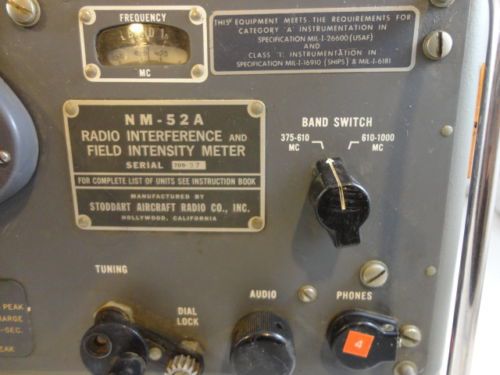 FREQUENCY
MC
THIS EQUIPMENT MEETS THE REQUIREMENTS FOR
CATEGORY "A" INSTRUMENTATION IN
SPECIFICATION MIL-I-26600 (USAF)
AND
CLASS "I" INSTRUMENTATION IN
SPECIFICATION MIL-I-16910 (SHIPS) & MIL-I-6181
NM-52A
RADIO INTERFERENCE AND
FIELD INTENSITY METER
SERIAL
FOR COMPLETE LIST OF UNITS SEE INSTRUCTION BOOK
MANUFACTURED BY
STODDART AIRCRAFT RADIO CO., INC.
HOLLYWOOD, CALIFORNIA
BAND SWITCH
375-610 MC
610-1000 MC
TUNING
DIAL LOCK
AUDIO
PHONES
4
PEAK
-SEC.